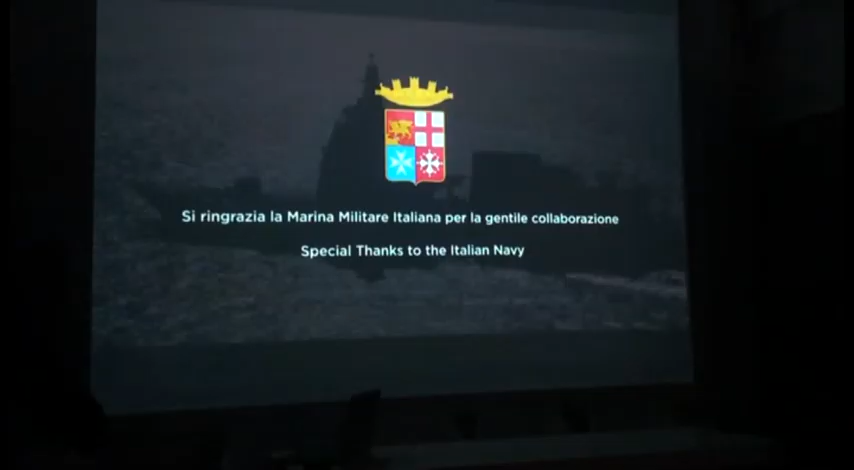 Si ringrazia la Marina Militare Italiana per la gentile collaborazione
Special Thanks to the Italian Navy